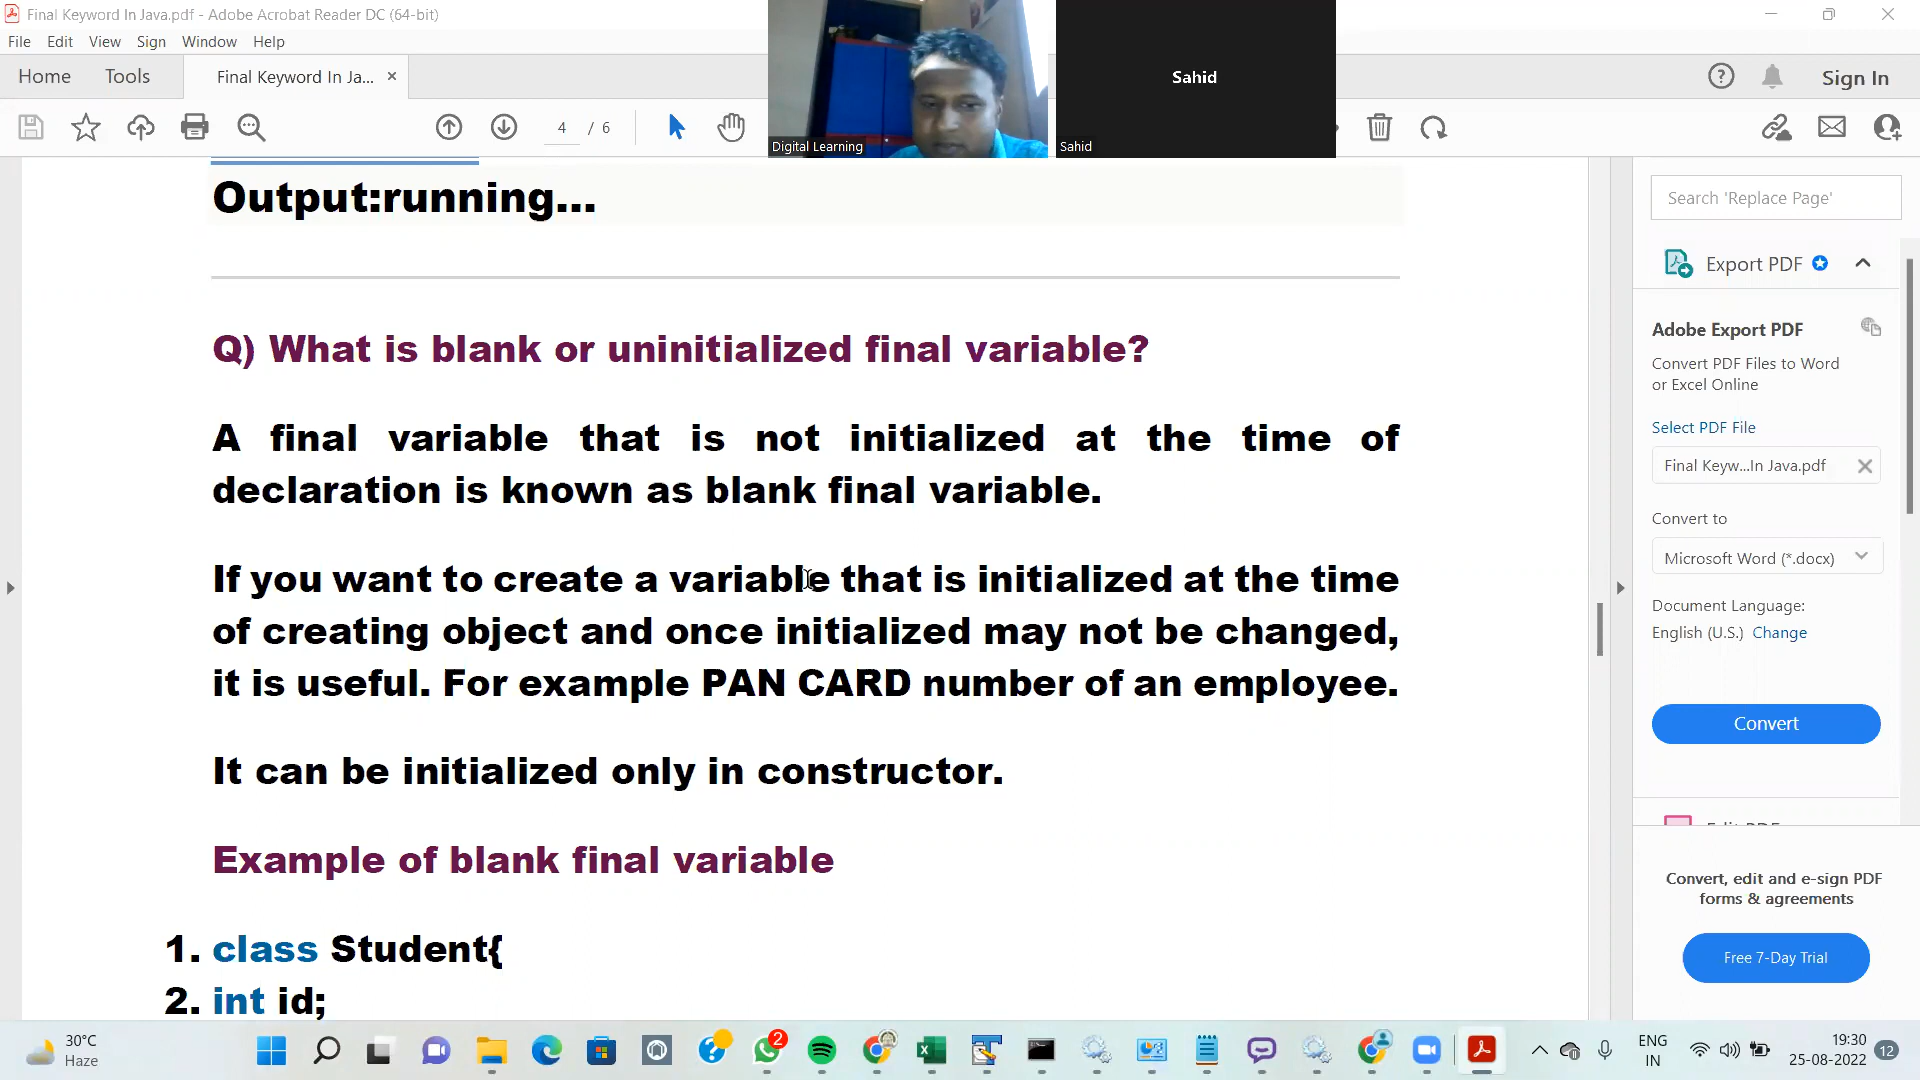 Final Keyword In Java.pdf - Adobe Acrobat Reader DC (64-bit)
File Edit View Sign Window Help
Home Tools Final Keyword In Ja... × Sign In
4 / 6
Digital Learning
Sahid
Sahid
Output:running...
Q) What is blank or uninitialized final variable?
A final variable that is not initialized at the time of
declaration is known as blank final variable.
If you want to create a variable that is initialized at the time
of creating object and once initialized may not be changed,
it is useful. For example PAN CARD number of an employee.
It can be initialized only in constructor.
Example of blank final variable
1. class Student{
2. int id;
Search 'Replace Page'
Export PDF
Adobe Export PDF
Convert PDF Files to Word
or Excel Online
Select PDF File
Final Keyw...In Java.pdf
Convert to
Microsoft Word (*.docx)
Document Language:
English (U.S.) Change
Convert
Convert, edit and e-sign PDF
forms & agreements
Free 7-Day Trial
30°C
Haze
2
ENG
IN
19:30
25-08-2022
12